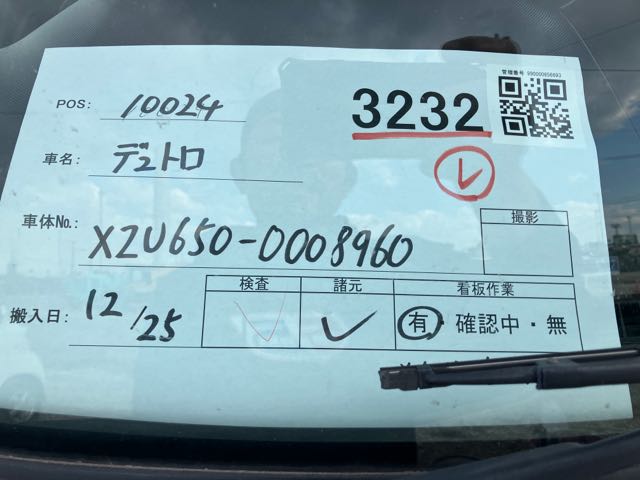 管理番号 990000956693
POS: 10024
3232
車名: デュトロ
レ
車体No.: XZU650-0008960
撮影
搬入日: 12/25
検査
諸元
看板作業
有・確認中・無